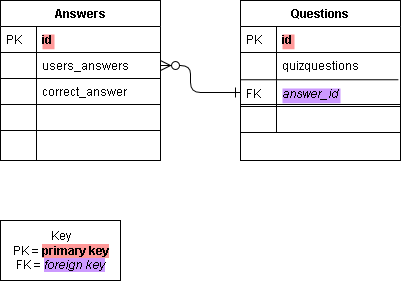 Answers
PK id
users_answers
correct_answer
Questions
PK id
quizquestions
FK answer_id
Key
PK = primary key
FK = foreign key